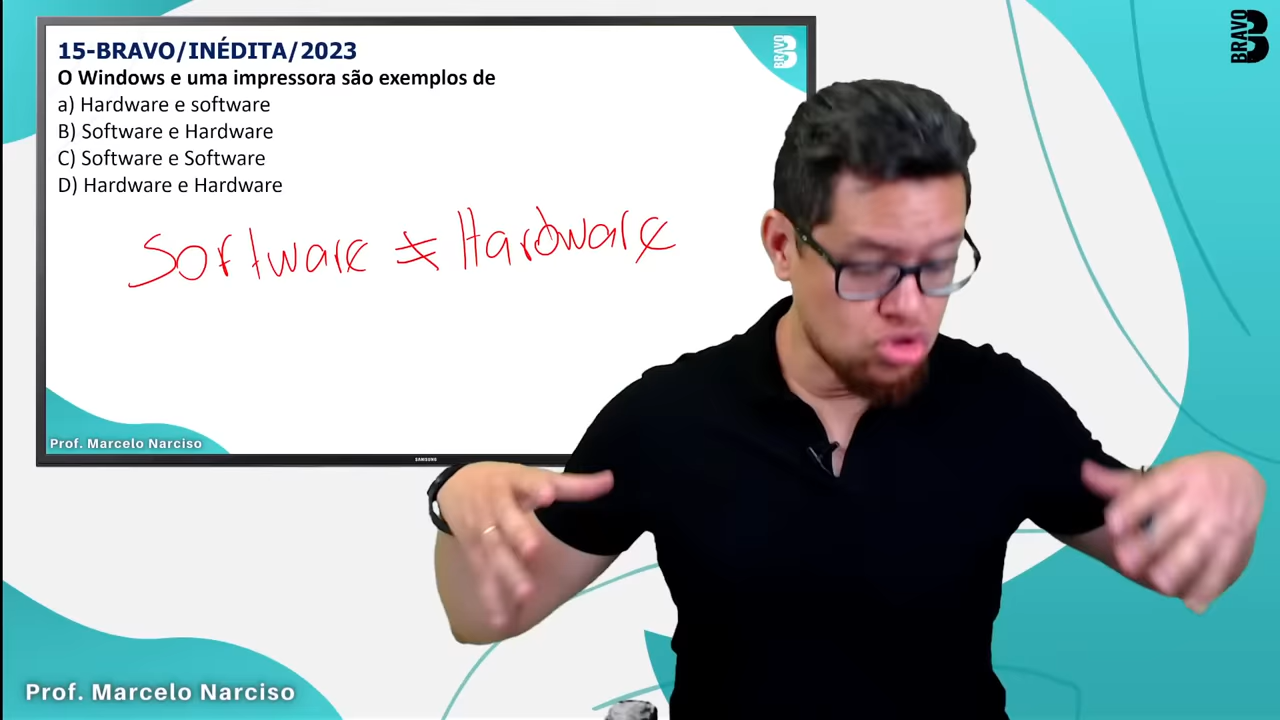 15-BRAVO/INÉDITA/2023
O Windows e uma impressora são exemplos de
a) Hardware e software
B) Software e Hardware
C) Software e Software
D) Hardware e Hardware
Software ≠ Hardware
Prof. Marcelo Narciso
SAMSUNG
Prof. Marcelo Narciso
BRAVO
BRAVO